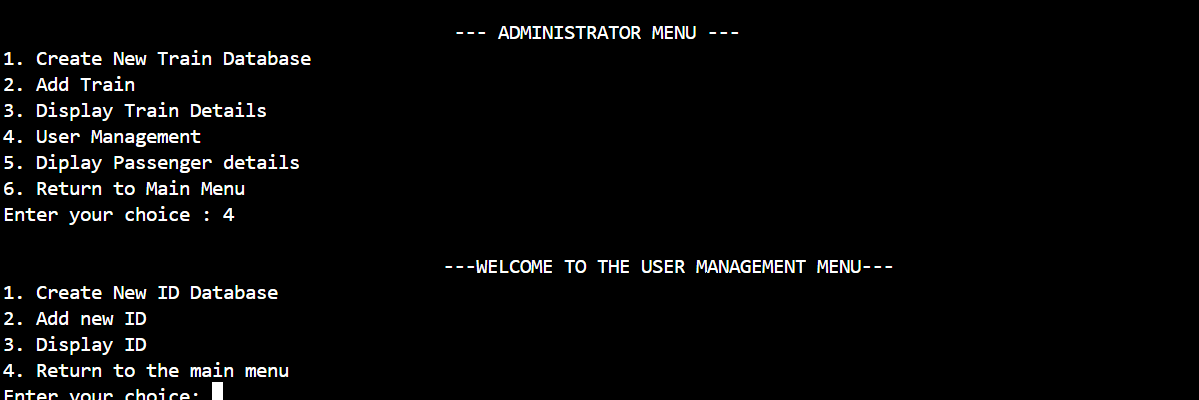 --- ADMINISTRATOR MENU ---
1. Create New Train Database
2. Add Train
3. Display Train Details
4. User Management
5. Diplay Passenger details
6. Return to Main Menu
Enter your choice : 4
---WELCOME TO THE USER MANAGEMENT MENU---
1. Create New ID Database
2. Add new ID
3. Display ID
4. Return to the main menu
Enter your choice: